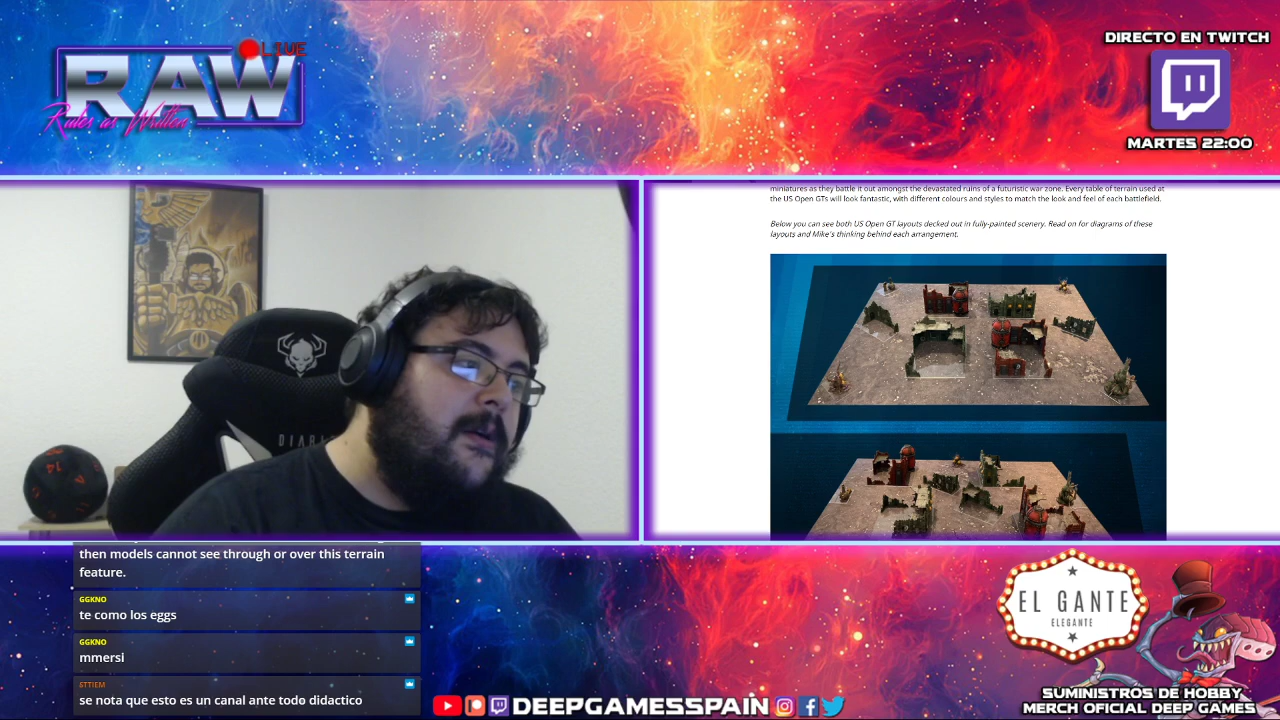 LIVE
RAW
Rules as Written
DIRECTO EN TWITCH
MARTES 22:00
miniatures as they battle it out amongst the devastated ruins of a futuristic war zone. Every table of terrain used at
the US Open GTs will look fantastic, with different colours and styles to match the look and feel of each battlefield.
Below you can see both US Open GT layouts decked out in fully-painted scenery. Read on for diagrams of these
layouts and Mike's thinking behind each arrangement.
DIABL
14
then models cannot see through or over this terrain
feature.
GGKNO
te como los eggs
GGKNO
mmersi
STTIEM
se nota que esto es un canal ante todo didactico
DEEPGAMESSPAIN
EL GANTE
ELEGANTE
SUMINISTROS DE HOBBY
MERCH OFICIAL DEEP GAMES